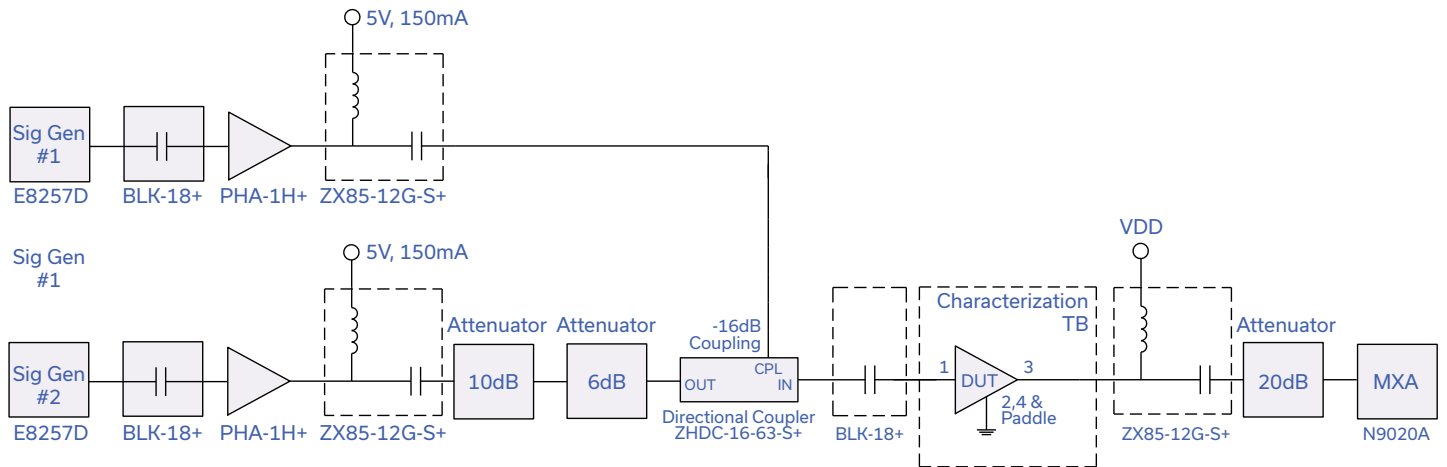 5V, 150mA
Sig Gen
#1
E8257D
BLK-18+
PHA-1H+
ZX85-12G-S+
Sig Gen
#1
5V, 150mA
Sig Gen
#2
E8257D
BLK-18+
PHA-1H+
ZX85-12G-S+
Attenuator
10dB
Attenuator
6dB
-16dB
Coupling
CPL
OUT
IN
Directional Coupler
ZHDC-16-63-S+
BLK-18+
Characterization
TB
1
DUT
3
2,4 &
Paddle
VDD
ZX85-12G-S+
Attenuator
20dB
MXA
N9020A